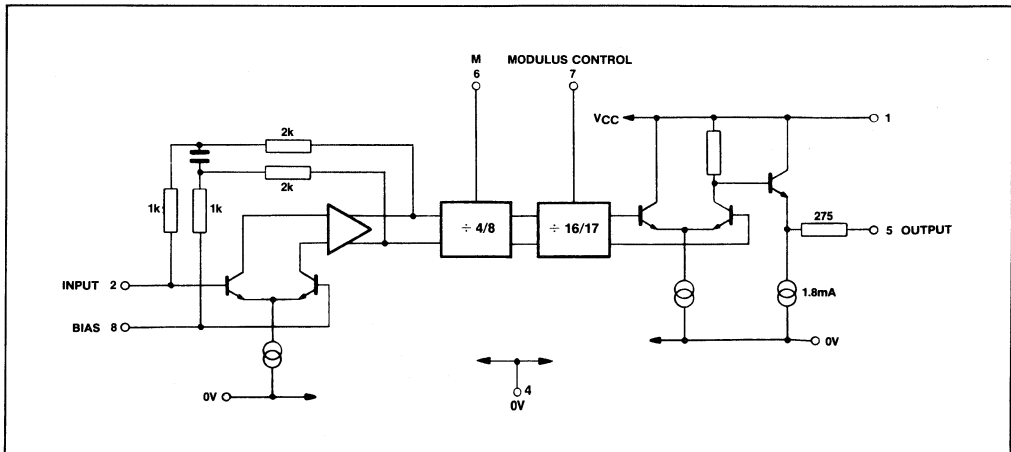 M MODULUS CONTROL
6 7
VCC 1
2k
2k
1k 1k
÷ 4/8 ÷ 16/17
275
5 OUTPUT
INPUT 2
1.8mA
BIAS 8
0V
4
0V
0V